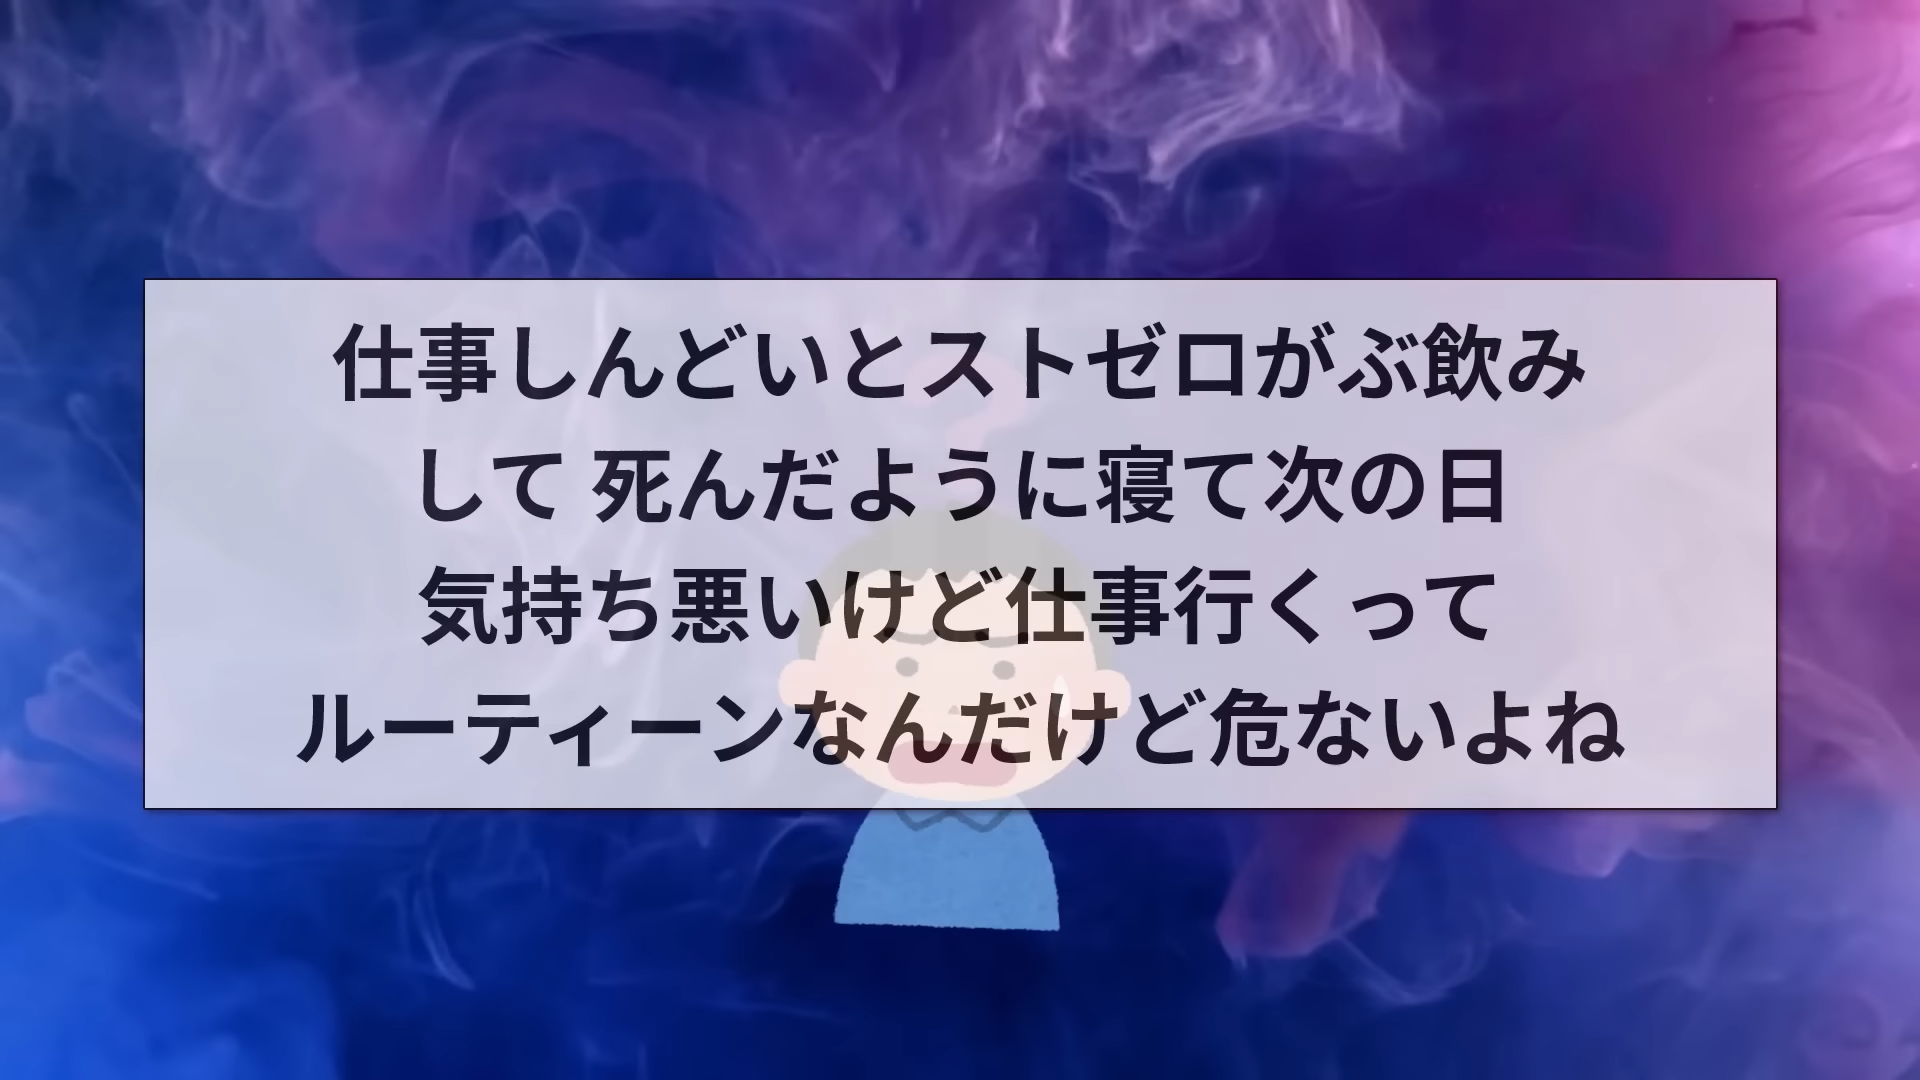 仕事しんどいとストゼロがぶ飲み
して 死んだように寝て次の日
気持ち悪いけど仕事行くって
ルーティーンなんだけど危ないよね